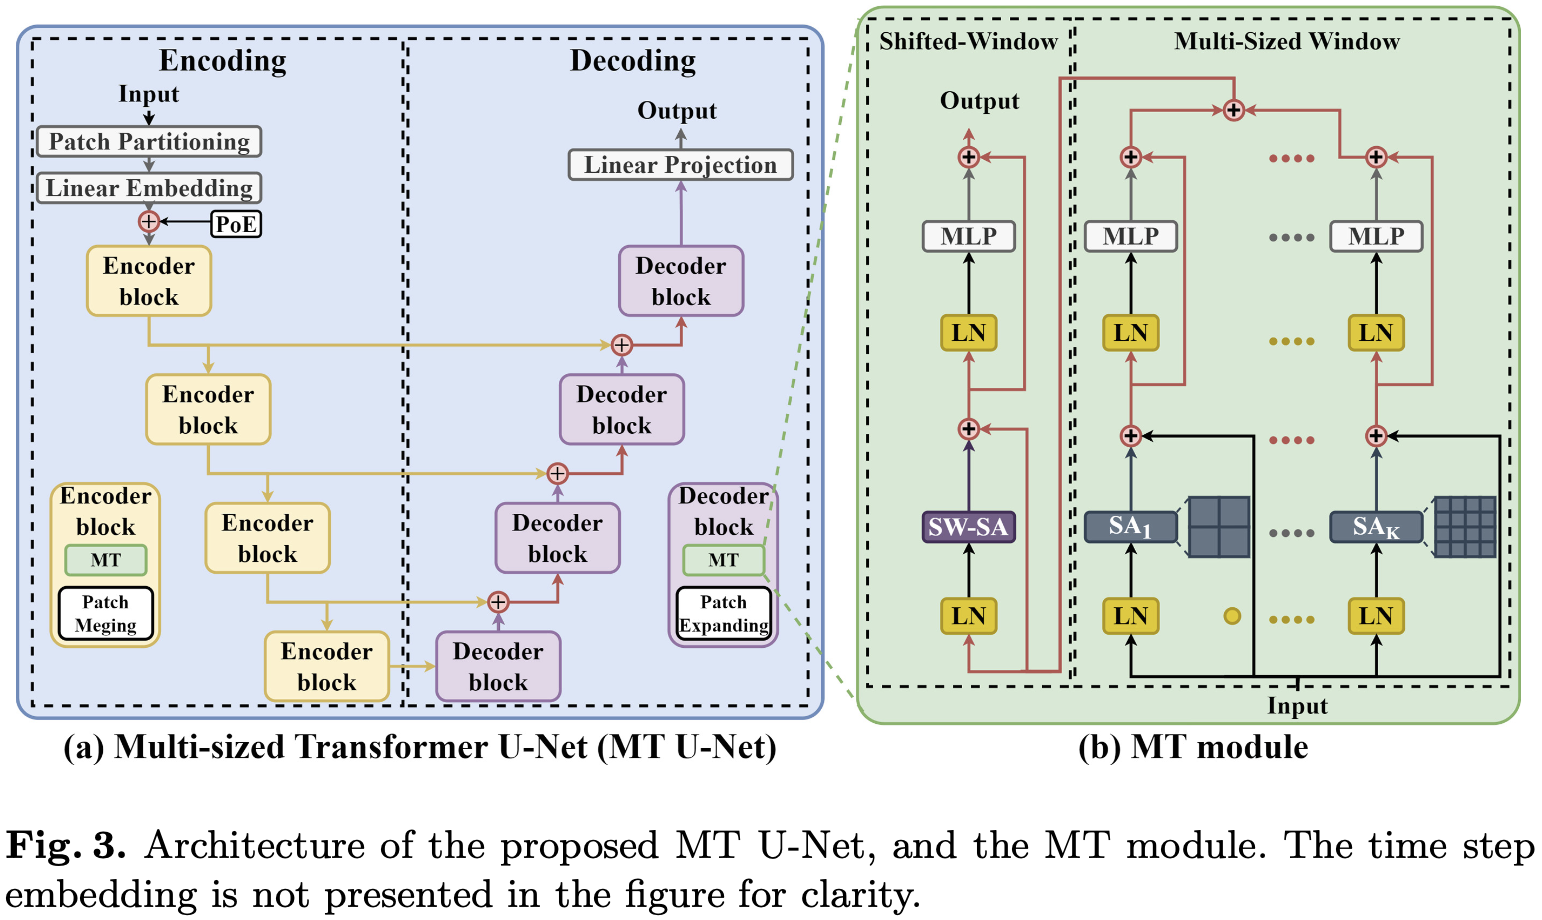 Encoding
Input
Patch Partitioning
Linear Embedding
PoE
Encoder
block
Encoder
block
Encoder
block
Encoder
block
Encoder
block
MT
Patch
Meging
Decoding
Output
Linear Projection
Decoder
block
Decoder
block
Decoder
block
Decoder
block
Decoder
block
MT
Patch
Expanding
(a) Multi-sized Transformer U-Net (MT U-Net)
Shifted-Window
Output
MLP
LN
SW-SA
LN
Multi-Sized Window
MLP
MLP
LN
LN
SA1
SAK
LN
LN
Input
(b) MT module
Fig. 3. Architecture of the proposed MT U-Net, and the MT module. The time step
embedding is not presented in the figure for clarity.